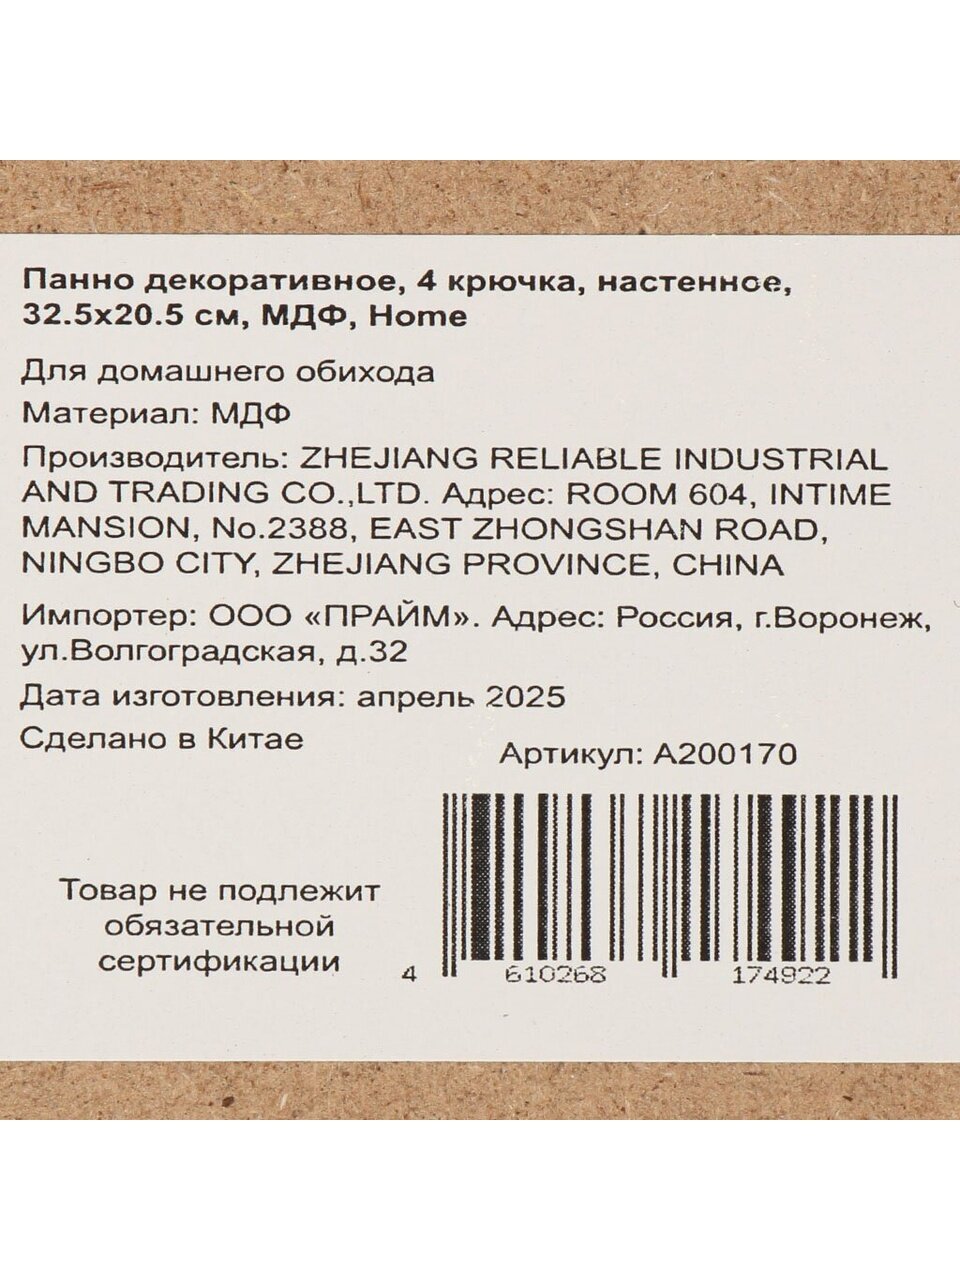 Панно декоративное, 4 крючка, настенное,
32.5x20.5 см, МДФ, Home
Для домашнего обихода
Материал: МДФ
Производитель: ZHEJIANG RELIABLE INDUSTRIAL
AND TRADING CO.,LTD. Адрес: ROOM 604, INTIME
MANSION, No.2388, EAST ZHONGSHAN ROAD,
NINGBO CITY, ZHEJIANG PROVINCE, CHINA
Импортер: ООО «ПРАЙМ». Адрес: Россия, г.Воронеж,
ул.Волгоградская, д.32
Дата изготовления: апрель 2025
Сделано в Китае
Артикул: A200170
Товар не подлежит
обязательной
сертификации
4 610268 174922